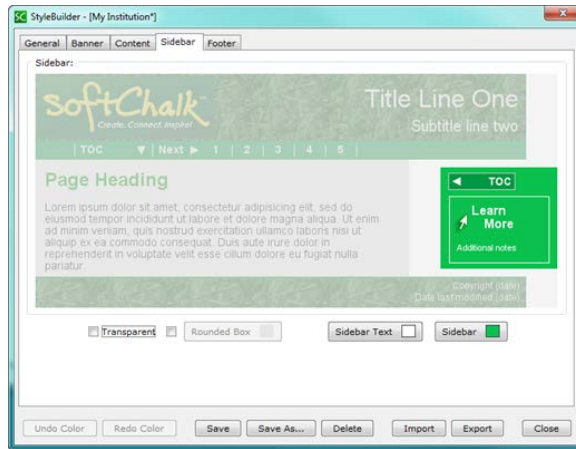 StyleBuilder - [My Institution*]
General Banner Content Sidebar Footer
Sidebar:
SoftChalk
Create. Connect. Inspire!
Title Line One
Subtitle line two
| TOC ▼ | Next ► 1 | 2 | 3 | 4 | 5 |
Page Heading
Lorem ipsum dolor sit amet, consectetur adipisicing elit, sed do
eiusmod tempor incididunt ut labore et dolore magna aliqua. Ut enim
ad minim veniam, quis nostrud exercitation ullamco laboris nisi ut
aliquip ex ea commodo consequat. Duis aute irure dolor in
reprehenderit in voluptate velit esse cillum dolore eu fugiat nulla
pariatur.
◄ TOC
Learn
More
Additional notes
Copyright (date)
Date last modified (date)
Transparent Rounded Box Sidebar Text Sidebar
Undo Color Redo Color Save Save As... Delete Import Export Close